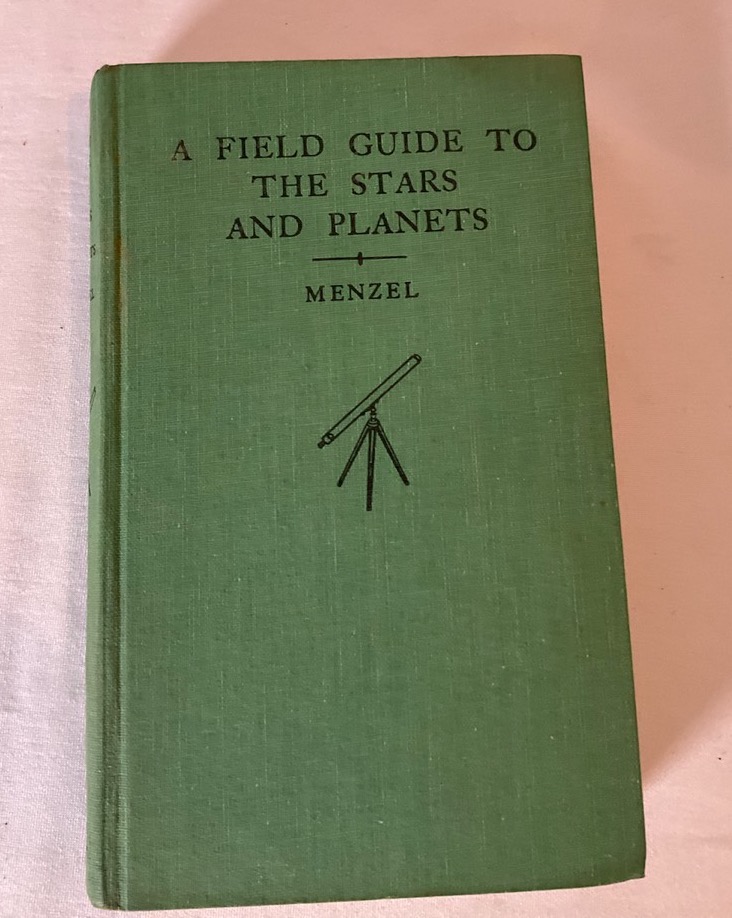 A FIELD GUIDE TO
THE STARS
AND PLANETS
MENZEL